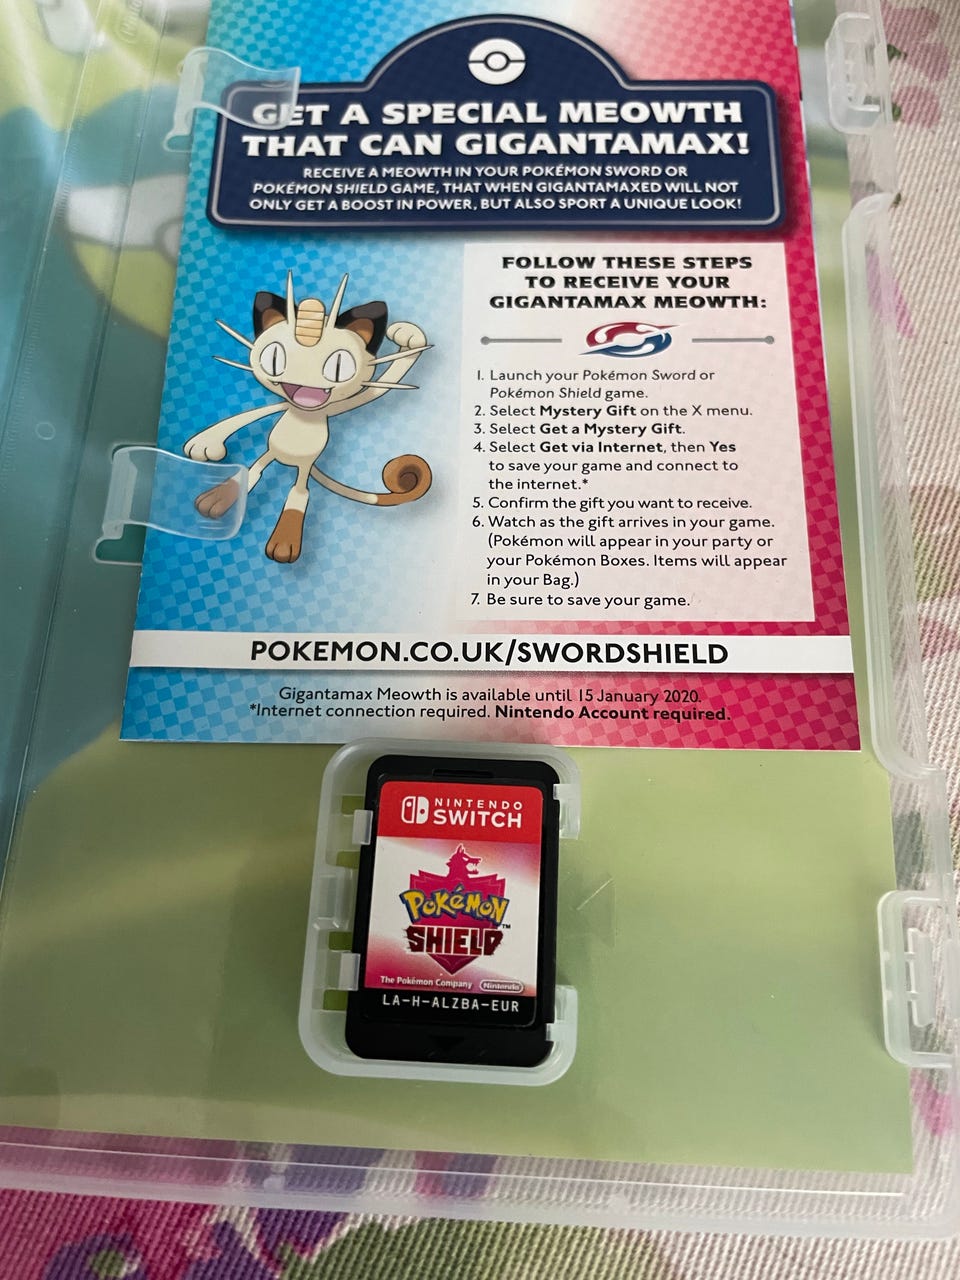 GET A SPECIAL MEOWTH
THAT CAN GIGANTAMAX!
RECEIVE A MEOWTH IN YOUR POKÉMON SWORD OR
POKÉMON SHIELD GAME, THAT WHEN GIGANTAMAXED WILL NOT
ONLY GET A BOOST IN POWER, BUT ALSO SPORT A UNIQUE LOOK!
FOLLOW THESE STEPS
TO RECEIVE YOUR
GIGANTAMAX MEOWTH:
1. Launch your Pokémon Sword or
Pokémon Shield game.
2. Select Mystery Gift on the X menu.
3. Select Get a Mystery Gift.
4. Select Get via Internet, then Yes
to save your game and connect to
the internet.*
5. Confirm the gift you want to receive.
6. Watch as the gift arrives in your game.
(Pokémon will appear in your party or
your Pokémon Boxes. Items will appear
in your Bag.)
7. Be sure to save your game.
POKEMON.CO.UK/SWORDSHIELD
Gigantamax Meowth is available until 15 January 2020.
*Internet connection required. Nintendo Account required.
NINTENDO
SWITCH
POKéMON
TM
SHIELD
The Pokémon Company Nintendo
LA-H-ALZBA-EUR